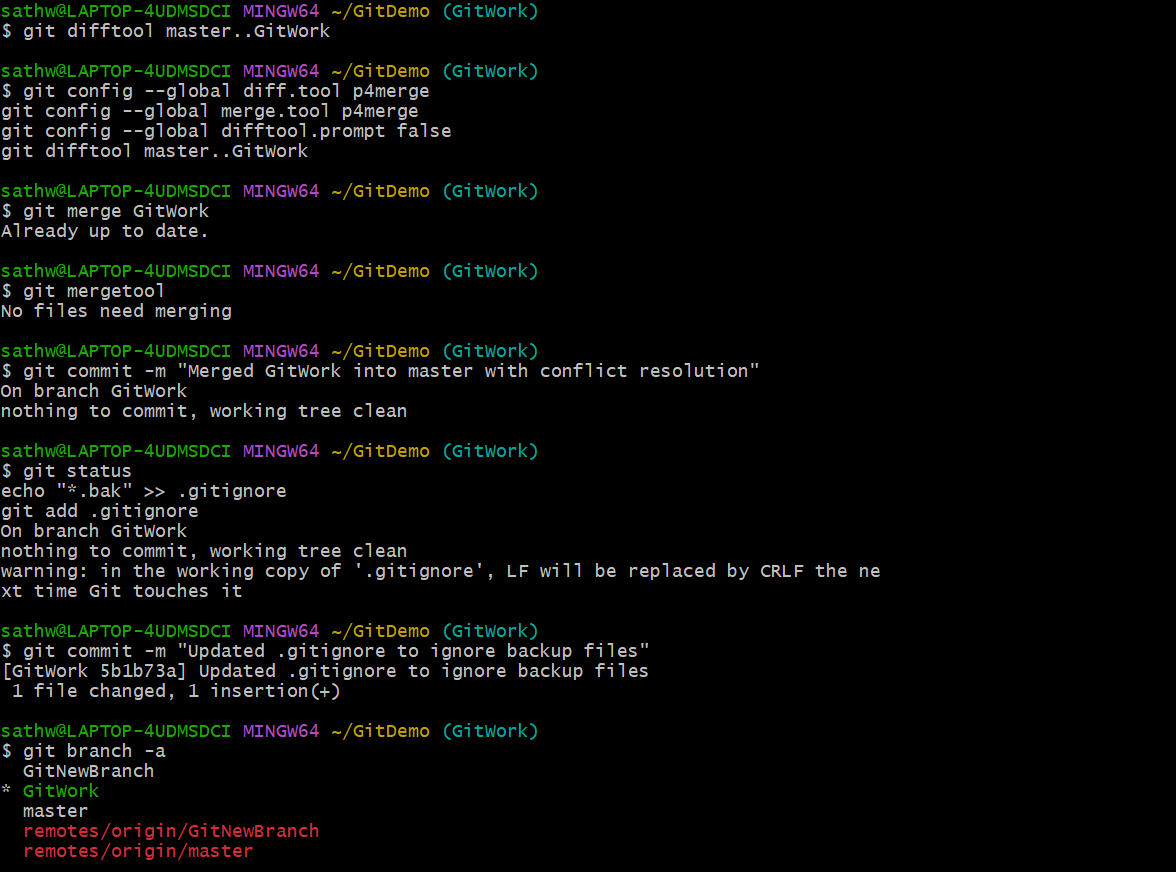 sathw@LAPTOP-4UDMSDCI MINGW64 ~/GitDemo (GitWork)
$ git difftool master..GitWork
sathw@LAPTOP-4UDMSDCI MINGW64 ~/GitDemo (GitWork)
$ git config --global diff.tool p4merge
git config --global merge.tool p4merge
git config --global difftool.prompt false
git difftool master..GitWork
sathw@LAPTOP-4UDMSDCI MINGW64 ~/GitDemo (GitWork)
$ git merge GitWork
Already up to date.
sathw@LAPTOP-4UDMSDCI MINGW64 ~/GitDemo (GitWork)
$ git mergetool
No files need merging
sathw@LAPTOP-4UDMSDCI MINGW64 ~/GitDemo (GitWork)
$ git commit -m "Merged GitWork into master with conflict resolution"
On branch GitWork
nothing to commit, working tree clean
sathw@LAPTOP-4UDMSDCI MINGW64 ~/GitDemo (GitWork)
$ git status
echo "*.bak" >> .gitignore
git add .gitignore
On branch GitWork
nothing to commit, working tree clean
warning: in the working copy of '.gitignore', LF will be replaced by CRLF the ne
xt time Git touches it
sathw@LAPTOP-4UDMSDCI MINGW64 ~/GitDemo (GitWork)
$ git commit -m "Updated .gitignore to ignore backup files"
[GitWork 5b1b73a] Updated .gitignore to ignore backup files
 1 file changed, 1 insertion(+)
sathw@LAPTOP-4UDMSDCI MINGW64 ~/GitDemo (GitWork)
$ git branch -a
  GitNewBranch
* GitWork
  master
  remotes/origin/GitNewBranch
  remotes/origin/master